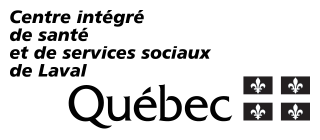 Centre intégré
de santé
et de services sociaux
de Laval
Québec